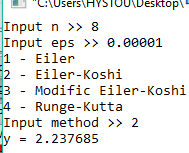 "C:\Users\HYSTOU\Desktop\
Input n >> 8
Input eps >> 0.00001
1 - Eiler
2 - Eiler-Koshi
3 - Modific Eiler-Koshi
4 - Runge-Kutta
Input method >> 2
y = 2.237685